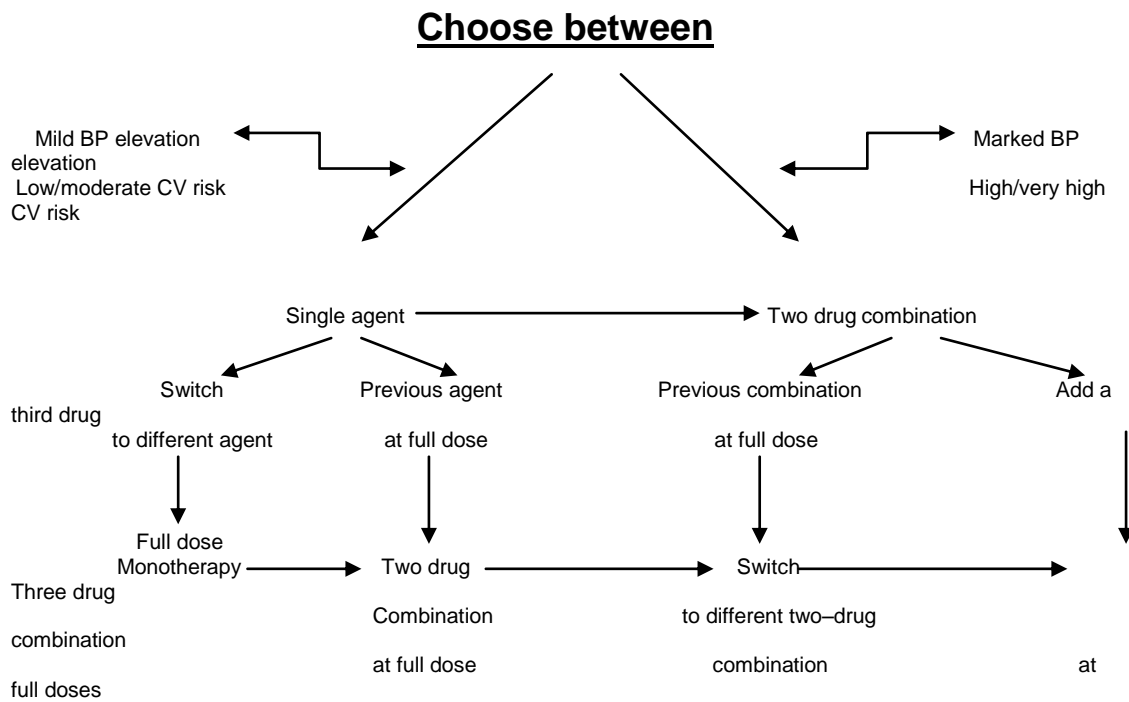 Choose between
Mild BP elevation Marked BP
elevation
Low/moderate CV risk High/very high
CV risk
Single agent Two drug combination
Switch Previous agent Previous combination Add a
third drug
to different agent at full dose at full dose
Full dose
Monotherapy Two drug Switch
Three drug
Combination to different two–drug
combination
at full dose combination at
full doses